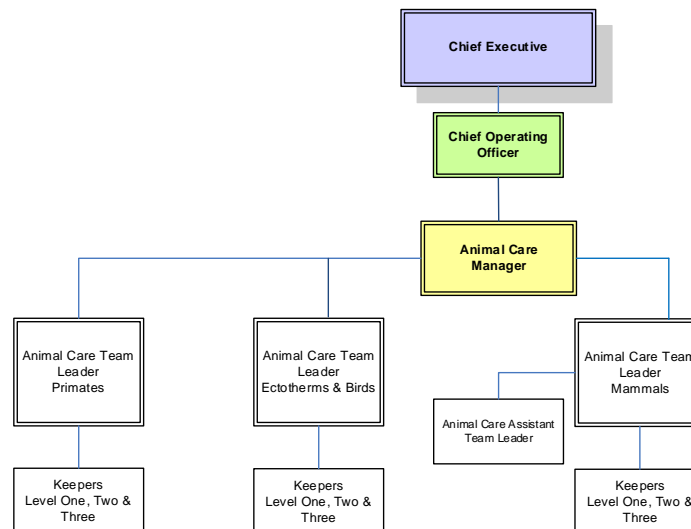 Chief Executive
Chief Operating
Officer
Animal Care
Manager
Animal Care Team
Leader
Primates
Animal Care Team
Leader
Ectotherms & Birds
Animal Care Team
Leader
Mammals
Animal Care Assistant
Team Leader
Keepers
Level One, Two &
Three
Keepers
Level One, Two &
Three
Keepers
Level One, Two &
Three